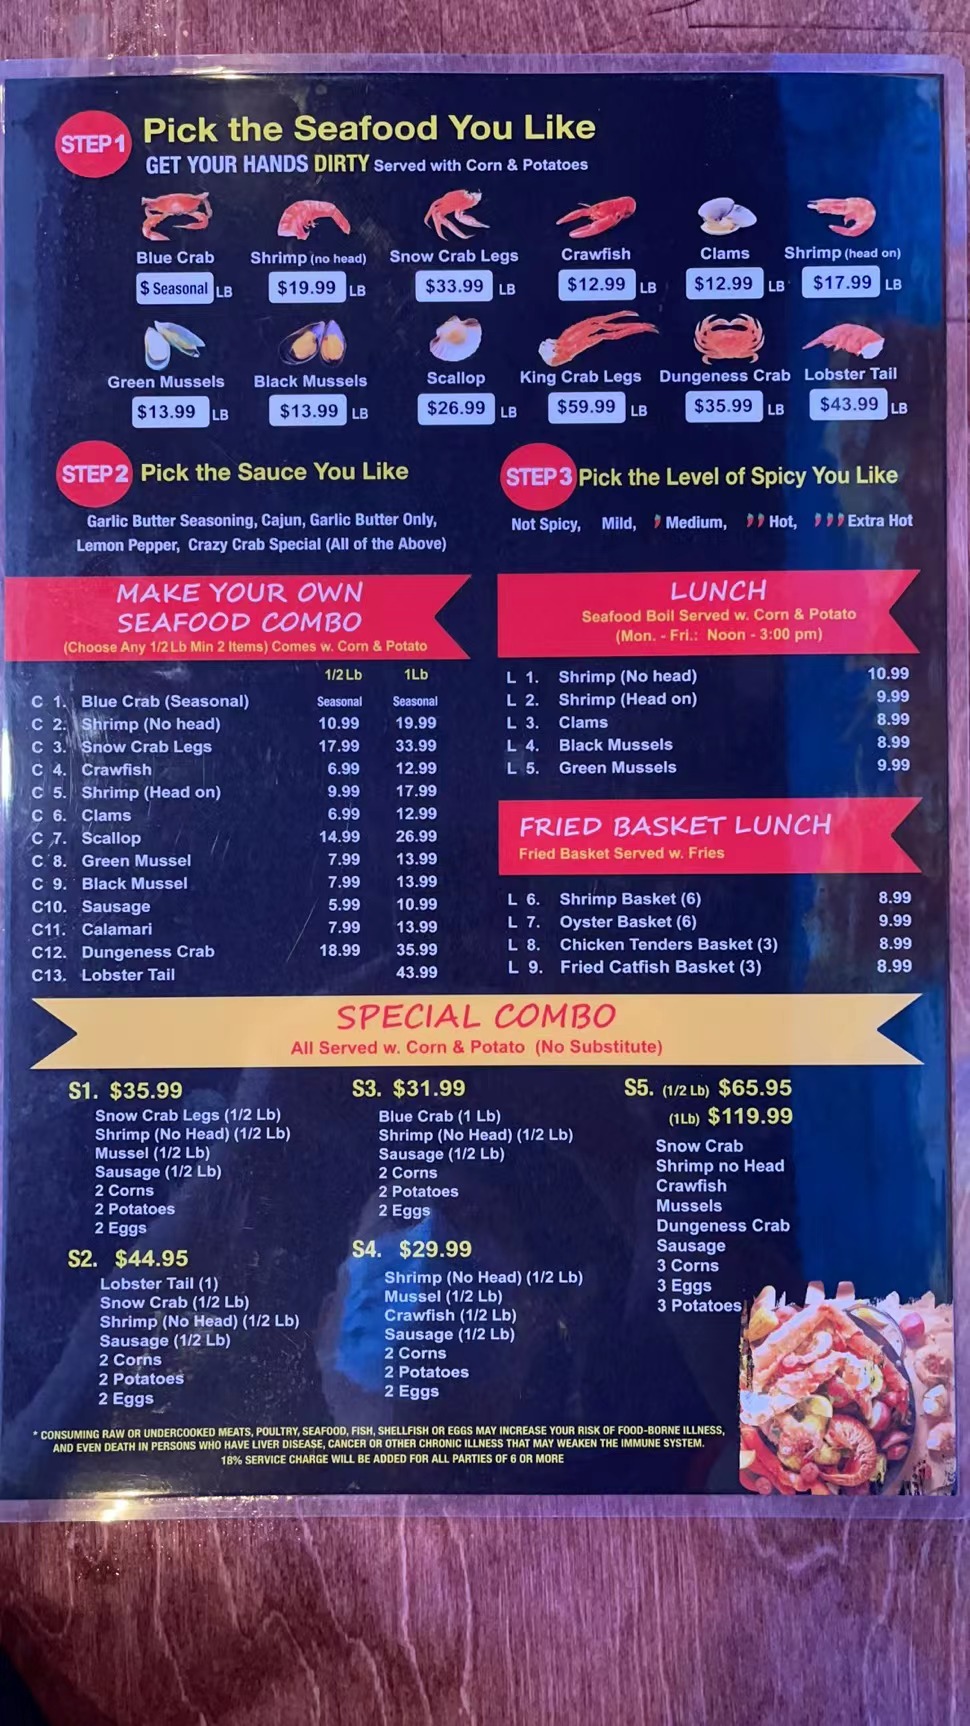 STEP 1 Pick the Seafood You Like
GET YOUR HANDS DIRTY Served with Corn & Potatoes
Blue Crab Shrimp (no head) Snow Crab Legs Crawfish Clams Shrimp (head on)
$ Seasonal LB $19.99 LB $33.99 LB $12.99 LB $12.99 LB $17.99 LB
Green Mussels Black Mussels Scallop King Crab Legs Dungeness Crab Lobster Tail
$13.99 LB $13.99 LB $26.99 LB $59.99 LB $35.99 LB $43.99 LB
STEP 2 Pick the Sauce You Like
Garlic Butter Seasoning, Cajun, Garlic Butter Only,
Lemon Pepper, Crazy Crab Special (All of the Above)
STEP 3 Pick the Level of Spicy You Like
Not Spicy, Mild, Medium, Hot, Extra Hot
MAKE YOUR OWN
SEAFOOD COMBO
(Choose Any 1/2 Lb Min 2 Items) Comes w. Corn & Potato
1/2 Lb 1Lb
C 1. Blue Crab (Seasonal) Seasonal Seasonal
C 2. Shrimp (No head) 10.99 19.99
C 3. Snow Crab Legs 17.99 33.99
C 4. Crawfish 6.99 12.99
C 5. Shrimp (Head on) 9.99 17.99
C 6. Clams 6.99 12.99
C 7. Scallop 14.99 26.99
C 8. Green Mussel 7.99 13.99
C 9. Black Mussel 7.99 13.99
C10. Sausage 5.99 10.99
C11. Calamari 7.99 13.99
C12. Dungeness Crab 18.99 35.99
C13. Lobster Tail 43.99
LUNCH
Seafood Boil Served w. Corn & Potato
(Mon. - Fri.: Noon - 3:00 pm)
L 1. Shrimp (No head) 10.99
L 2. Shrimp (Head on) 9.99
L 3. Clams 8.99
L 4. Black Mussels 8.99
L 5. Green Mussels 9.99
FRIED BASKET LUNCH
Fried Basket Served w. Fries
L 6. Shrimp Basket (6) 8.99
L 7. Oyster Basket (6) 9.99
L 8. Chicken Tenders Basket (3) 8.99
L 9. Fried Catfish Basket (3) 8.99
SPECIAL COMBO
All Served w. Corn & Potato (No Substitute)
S1. $35.99
Snow Crab Legs (1/2 Lb)
Shrimp (No Head) (1/2 Lb)
Mussel (1/2 Lb)
Sausage (1/2 Lb)
2 Corns
2 Potatoes
2 Eggs
S2. $44.95
Lobster Tail (1)
Snow Crab (1/2 Lb)
Shrimp (No Head) (1/2 Lb)
Sausage (1/2 Lb)
2 Corns
2 Potatoes
2 Eggs
S3. $31.99
Blue Crab (1 Lb)
Shrimp (No Head) (1/2 Lb)
Sausage (1/2 Lb)
2 Corns
2 Potatoes
2 Eggs
S4. $29.99
Shrimp (No Head) (1/2 Lb)
Mussel (1/2 Lb)
Crawfish (1/2 Lb)
Sausage (1/2 Lb)
2 Corns
2 Potatoes
2 Eggs
S5. (1/2 Lb) $65.95
(1Lb) $119.99
Snow Crab
Shrimp no Head
Crawfish
Mussels
Dungeness Crab
Sausage
3 Corns
3 Eggs
3 Potatoes
* CONSUMING RAW OR UNDERCOOKED MEATS, POULTRY, SEAFOOD, FISH, SHELLFISH OR EGGS MAY INCREASE YOUR RISK OF FOOD-BORNE ILLNESS,
AND EVEN DEATH IN PERSONS WHO HAVE LIVER DISEASE, CANCER OR OTHER CHRONIC ILLNESS THAT MAY WEAKEN THE IMMUNE SYSTEM.
18% SERVICE CHARGE WILL BE ADDED FOR ALL PARTIES OF 6 OR MORE